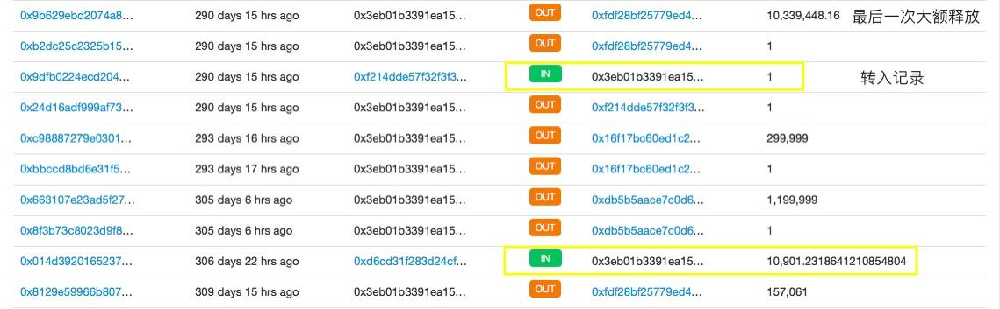 0x9b629ebd2074a8... 290 days 15 hrs ago 0x3eb01b3391ea15... OUT 0xfdf28bf25779ed4... 10,339,448.16 最后一次大额释放
0xb2dc25c2325b15... 290 days 15 hrs ago 0x3eb01b3391ea15... OUT 0xfdf28bf25779ed4... 1
0x9dfb0224ecd204... 290 days 15 hrs ago 0xf214dde57f32f3f3... IN 0x3eb01b3391ea15... 1 转入记录
0x24d16adf999af73... 290 days 15 hrs ago 0x3eb01b3391ea15... OUT 0xf214dde57f32f3f3... 1
0xc98887279e0301... 293 days 16 hrs ago 0x3eb01b3391ea15... OUT 0x16f17bc60ed1c2... 299,999
0xbbccd8bd6e31f5... 293 days 17 hrs ago 0x3eb01b3391ea15... OUT 0x16f17bc60ed1c2... 1
0x663107e23ad5f27... 305 days 6 hrs ago 0x3eb01b3391ea15... OUT 0xdb5b5aace7c0d6... 1,199,999
0x8f3b73c8023d9f8... 305 days 6 hrs ago 0x3eb01b3391ea15... OUT 0xdb5b5aace7c0d6... 1
0x014d3920165237... 306 days 22 hrs ago 0xd6cd31f283d24cf... IN 0x3eb01b3391ea15... 10,901.2318641210854804
0x8129e59966b807... 309 days 15 hrs ago 0x3eb01b3391ea15... OUT 0xfdf28bf25779ed4... 157,061